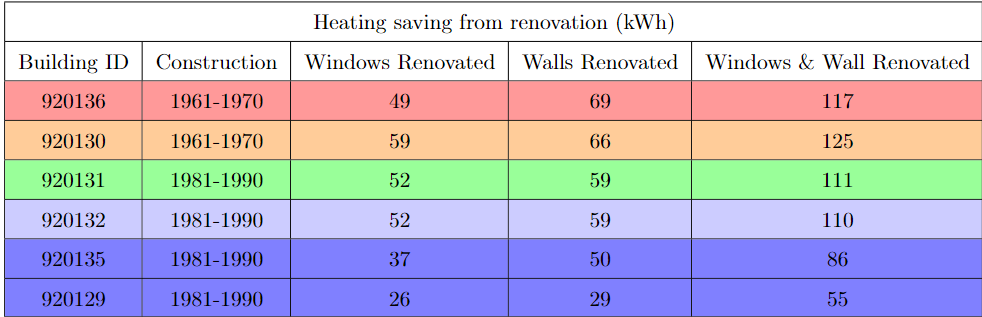 Heating saving from renovation (kWh)
Building ID Construction Windows Renovated Walls Renovated Windows & Wall Renovated
920136 1961-1970 49 69 117
920130 1961-1970 59 66 125
920131 1981-1990 52 59 111
920132 1981-1990 52 59 110
920135 1981-1990 37 50 86
920129 1981-1990 26 29 55